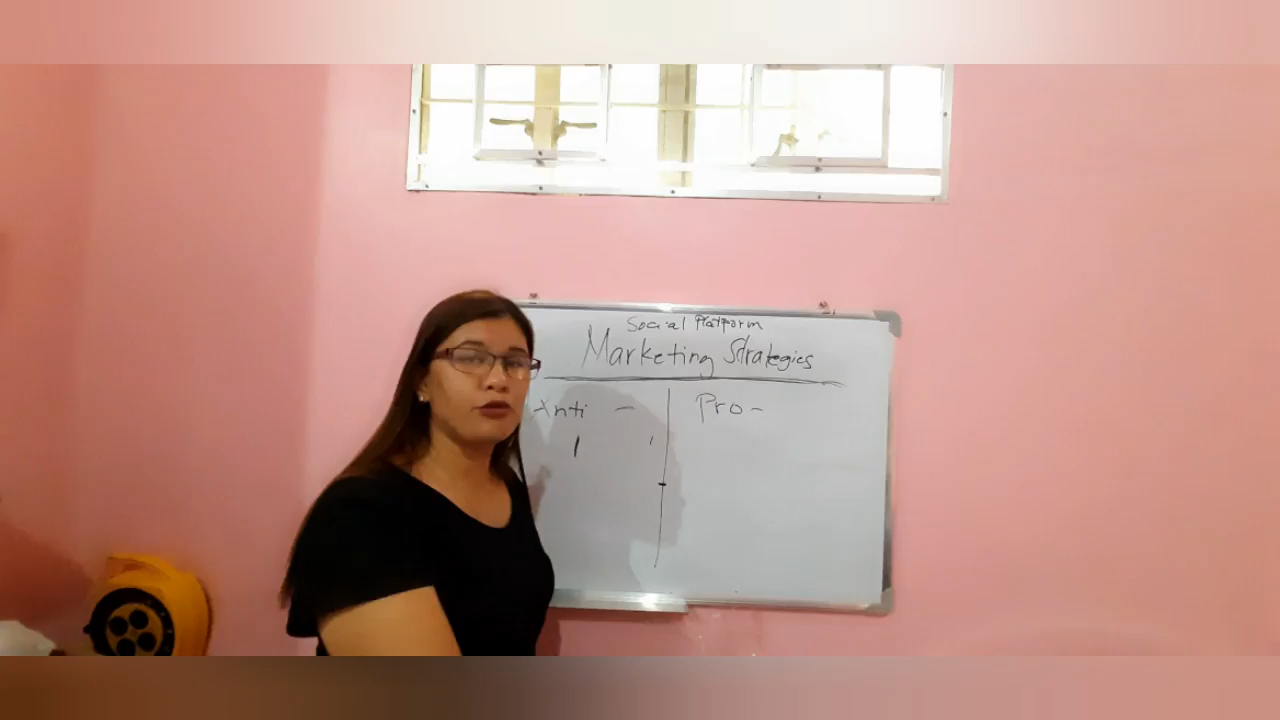 Social Platform
Marketing Strategies
Anti - Pro -